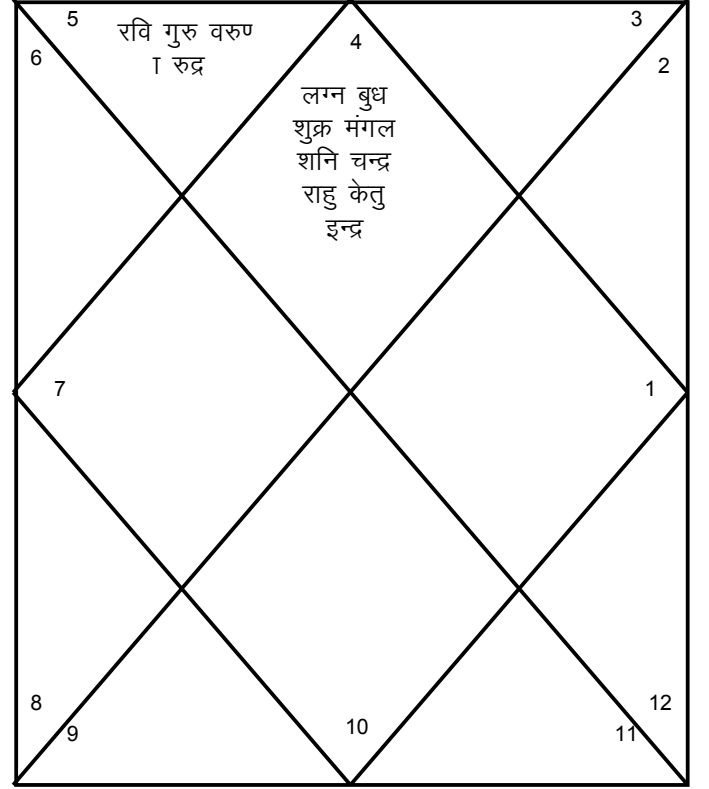 5
रवि गुरु वरुण
ा रुद्र
4
3
6
2
लग्न बुध
शुक्र मंगल
शनि चन्द्र
राहु केतु
इन्द्र
7
1
8
12
9
10
11